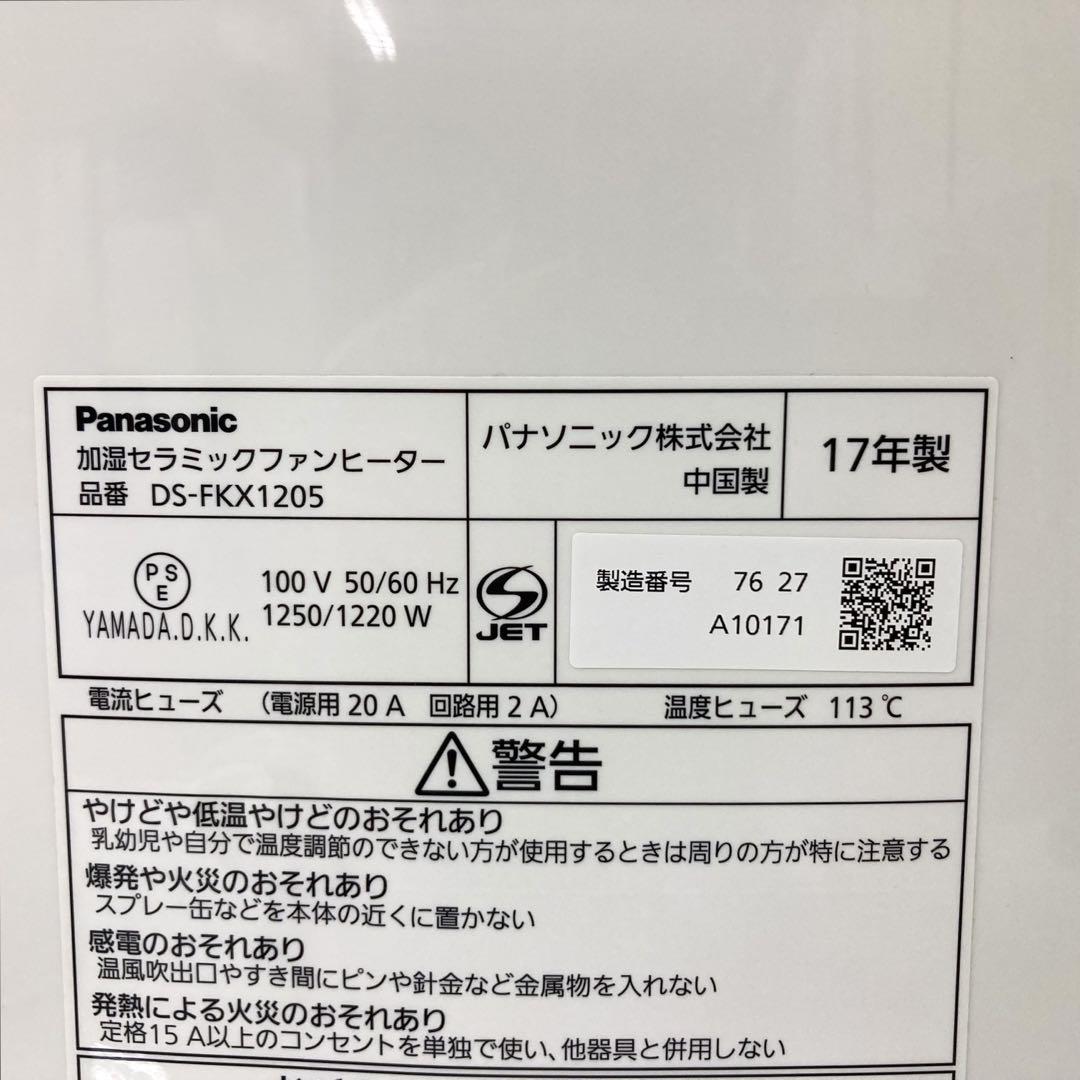 Panasonic
加湿セラミックファンヒーター
品番 DS-FKX1205
パナソニック株式会社
中国製
17年製
PSE
YAMADA.D.K.K.
100 V 50/60 Hz
1250/1220 W
JET
製造番号 76 27
A10171
電流ヒューズ (電源用 20 A 回路用 2 A) 温度ヒューズ 113 ℃
警告
やけどや低温やけどのおそれあり
乳幼児や自分で温度調節のできない方が使用するときは周りの方が特に注意する
爆発や火災のおそれあり
スプレー缶などを本体の近くに置かない
感電のおそれあり
温風吹出口やすき間にピンや針金など金属物を入れない
発熱による火災のおそれあり
定格15 A以上のコンセントを単独で使い、他器具と併用しない